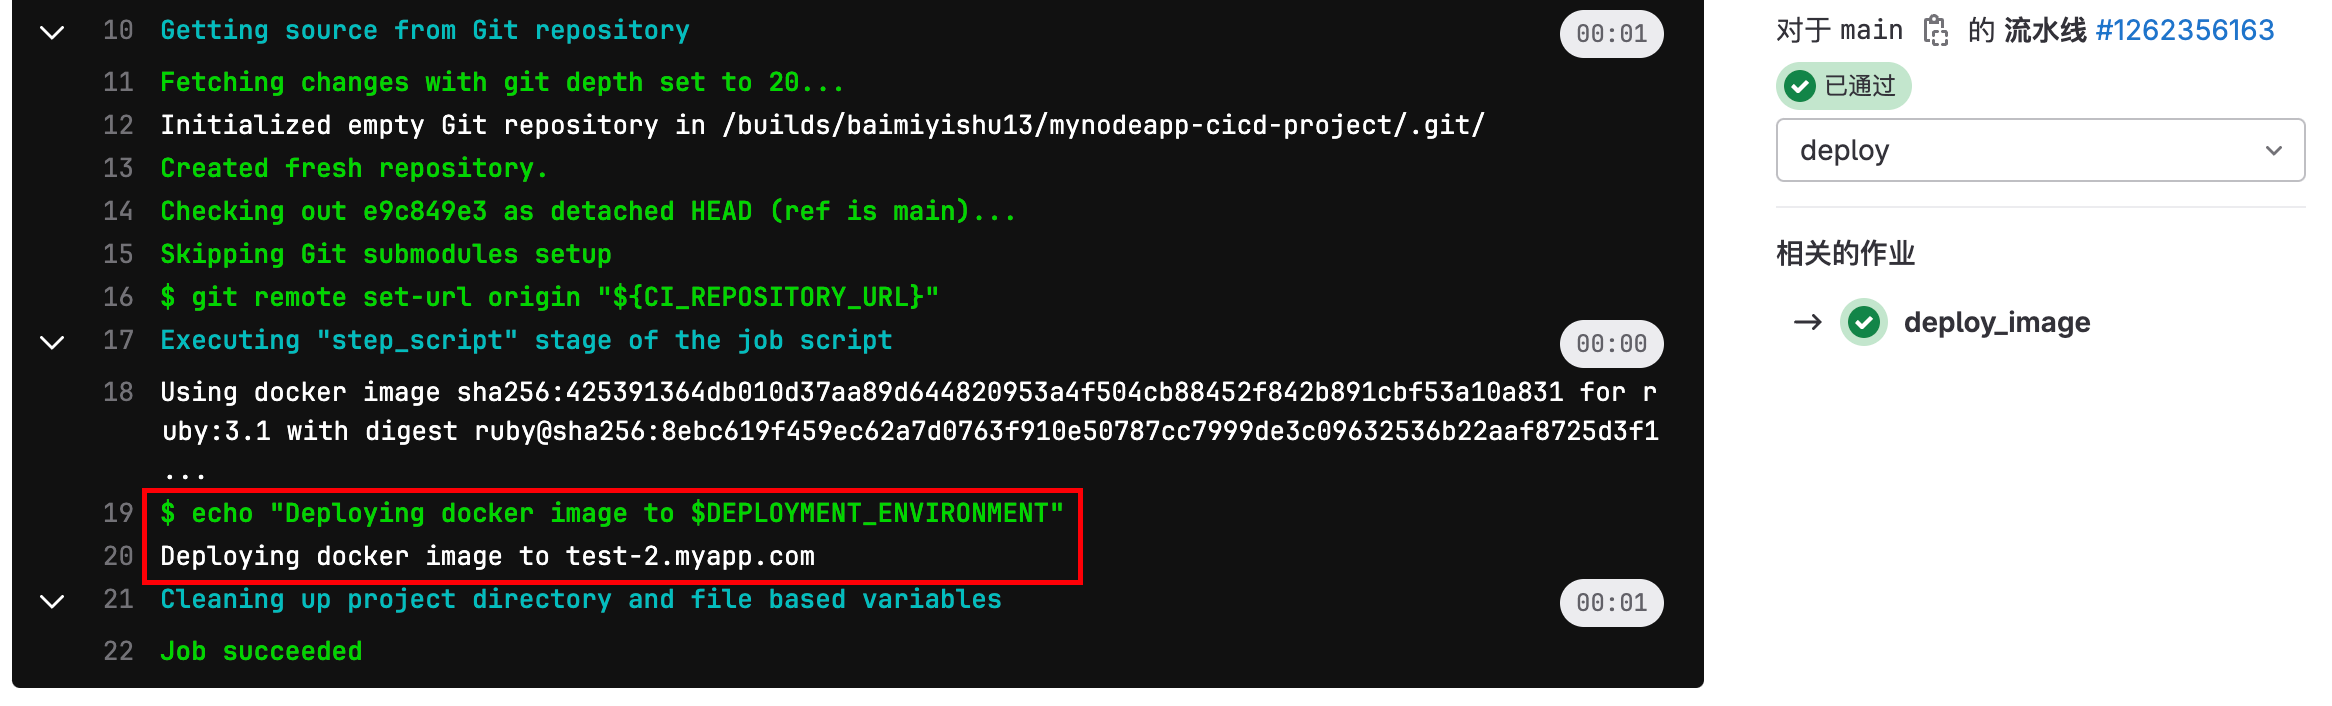 10 Getting source from Git repository 00:01
11 Fetching changes with git depth set to 20...
12 Initialized empty Git repository in /builds/baimiyishu13/mynodeapp-cicd-project/.git/
13 Created fresh repository.
14 Checking out e9c849e3 as detached HEAD (ref is main)...
15 Skipping Git submodules setup
16 $ git remote set-url origin "${CI_REPOSITORY_URL}"
17 Executing "step_script" stage of the job script 00:00
18 Using docker image sha256:425391364db010d37aa89d644820953a4f504cb88452f842b891cbf53a10a831 for r
uby:3.1 with digest ruby@sha256:8ebc619f459ec62a7d0763f910e50787cc7999de3c09632536b22aaf8725d3f1
...
19 $ echo "Deploying docker image to $DEPLOYMENT_ENVIRONMENT"
20 Deploying docker image to test-2.myapp.com
21 Cleaning up project directory and file based variables 00:01
22 Job succeeded
对于 main 的 流水线 #1262356163
已通过
deploy
相关的作业
→ deploy_image